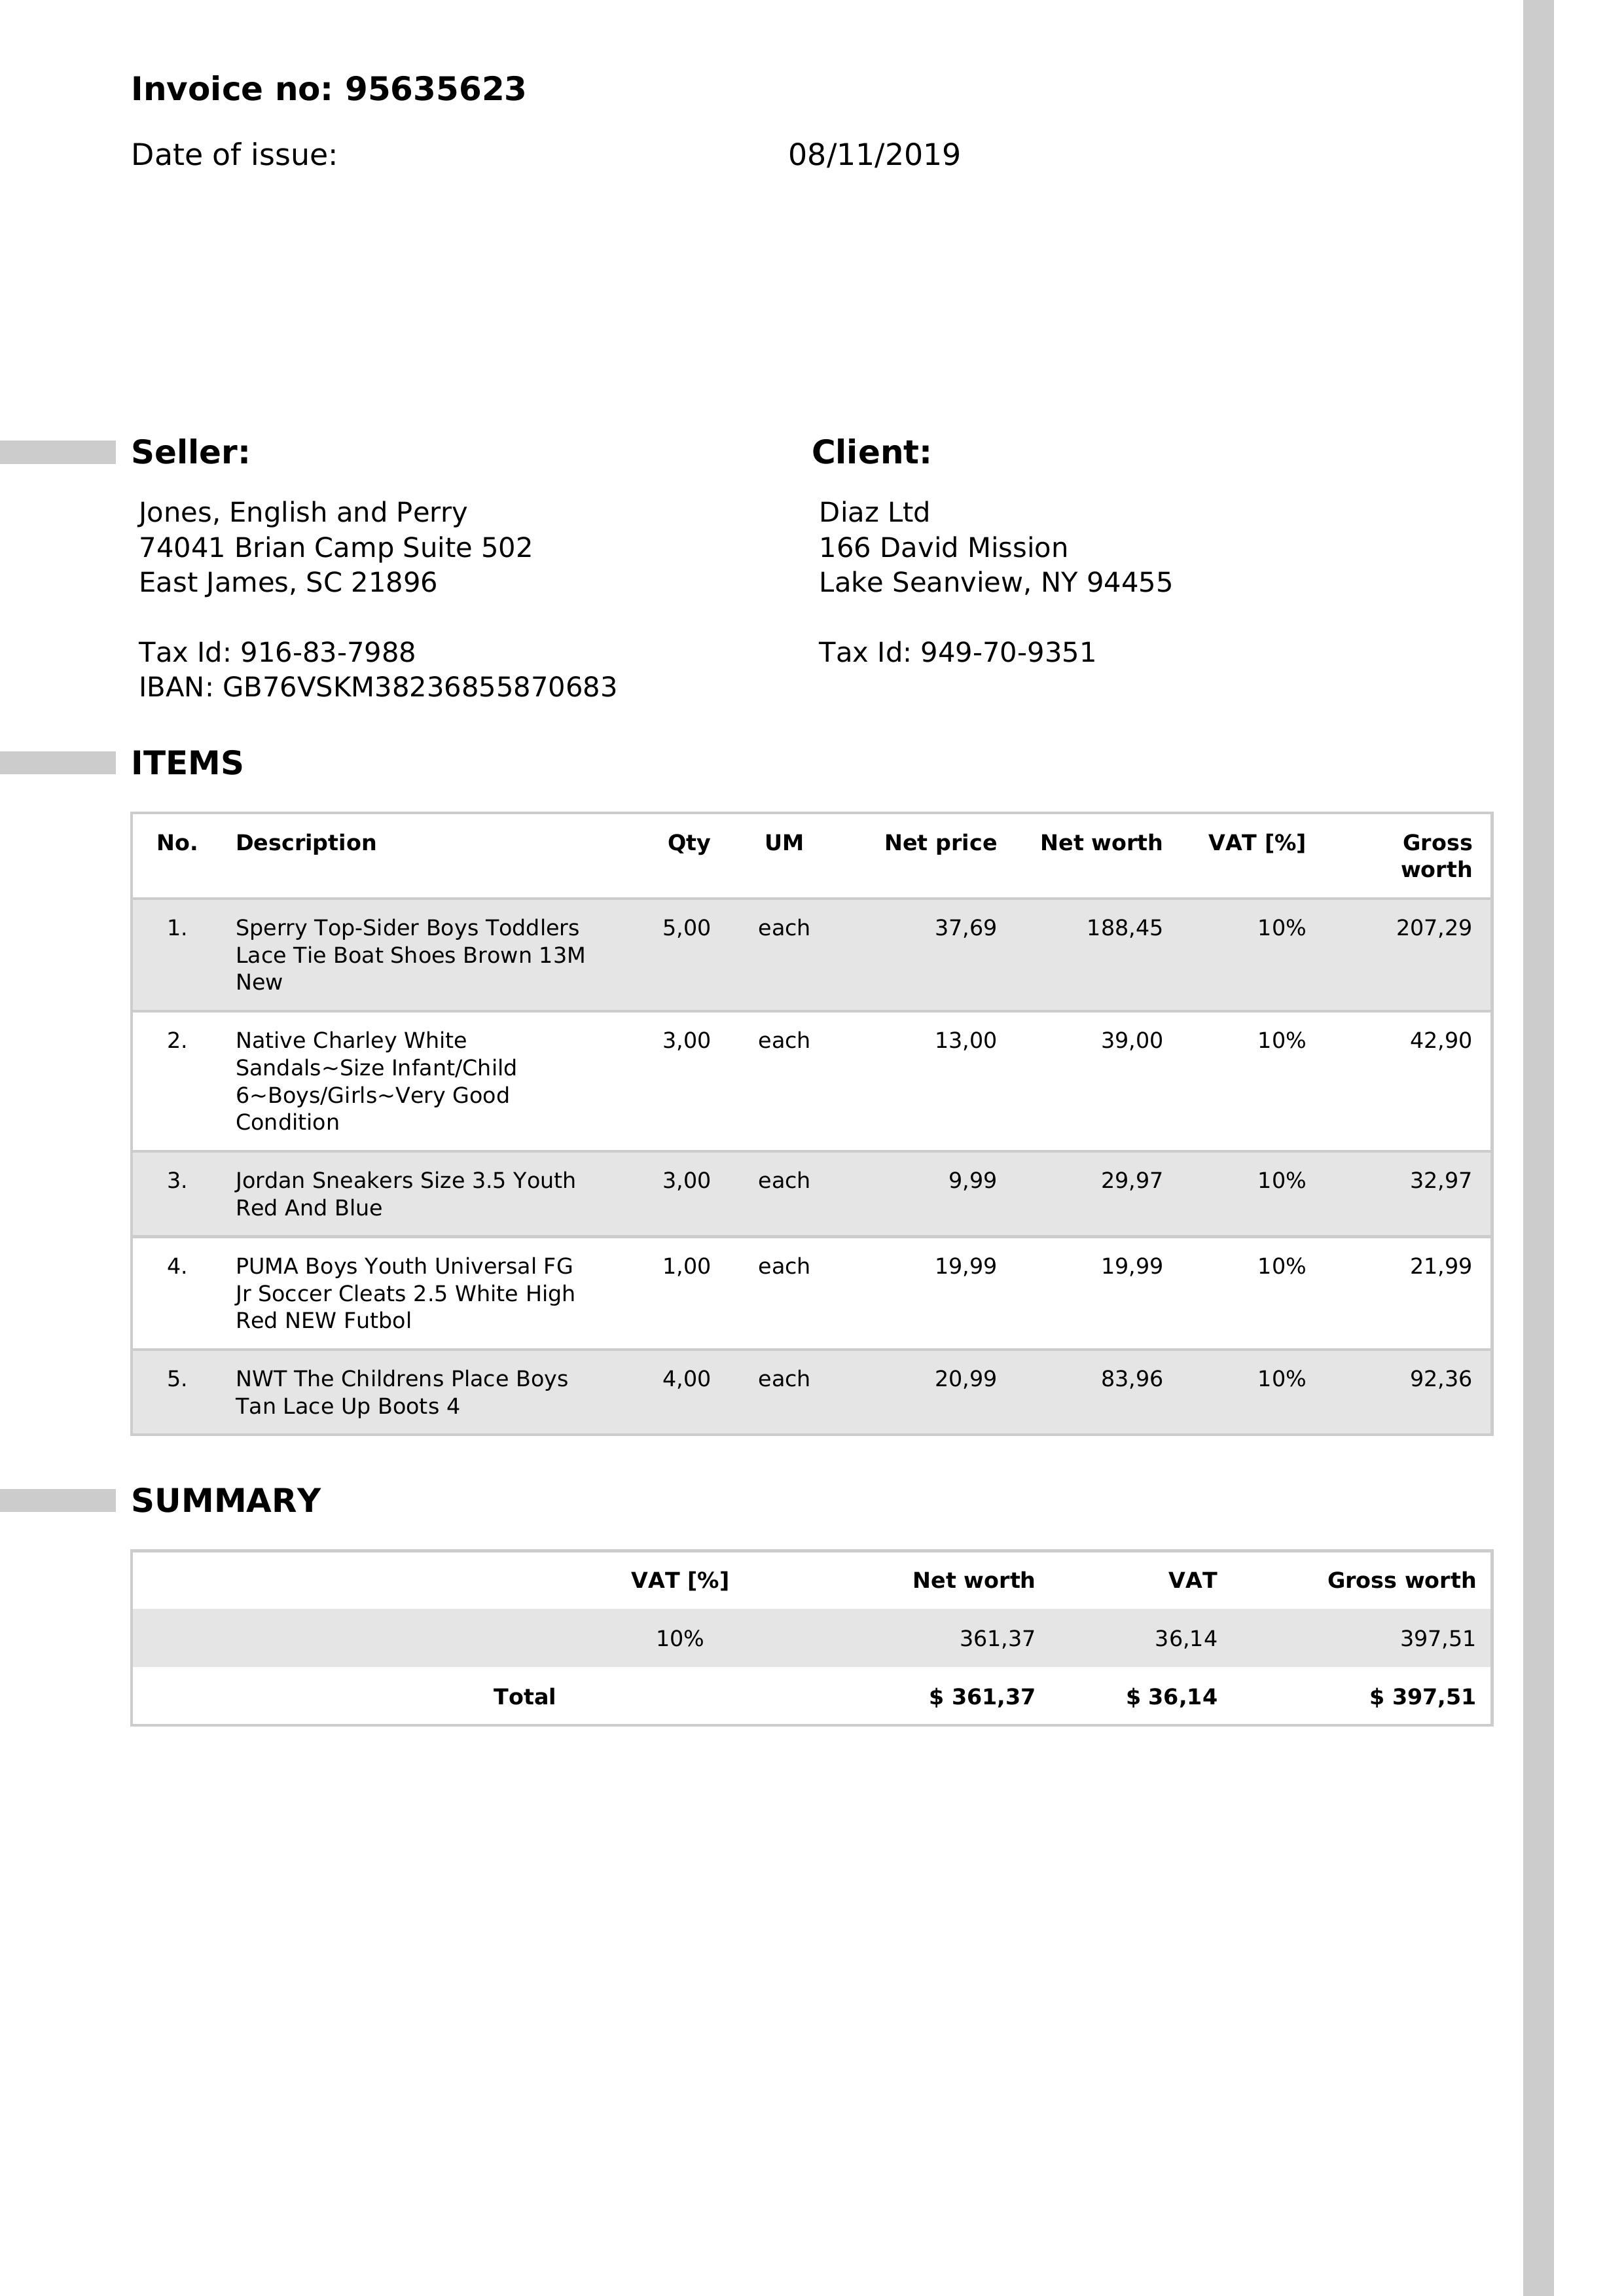 Invoice no: 95635623
Date of issue: 08/11/2019
Seller:
Jones, English and Perry
74041 Brian Camp Suite 502
East James, SC 21896
Tax Id: 916-83-7988
IBAN: GB76VSKM38236855870683
Client:
Diaz Ltd
166 David Mission
Lake Seanview, NY 94455
Tax Id: 949-70-9351
ITEMS
No. Description Qty UM Net price Net worth VAT [%] Gross
worth
1. Sperry Top-Sider Boys Toddlers 5,00 each 37,69 188,45 10% 207,29
Lace Tie Boat Shoes Brown 13M
New
2. Native Charley White 3,00 each 13,00 39,00 10% 42,90
Sandals~Size Infant/Child
6~Boys/Girls~Very Good
Condition
3. Jordan Sneakers Size 3.5 Youth 3,00 each 9,99 29,97 10% 32,97
Red And Blue
4. PUMA Boys Youth Universal FG 1,00 each 19,99 19,99 10% 21,99
Jr Soccer Cleats 2.5 White High
Red NEW Futbol
5. NWT The Childrens Place Boys 4,00 each 20,99 83,96 10% 92,36
Tan Lace Up Boots 4
SUMMARY
VAT [%] Net worth VAT Gross worth
10% 361,37 36,14 397,51
Total $ 361,37 $ 36,14 $ 397,51